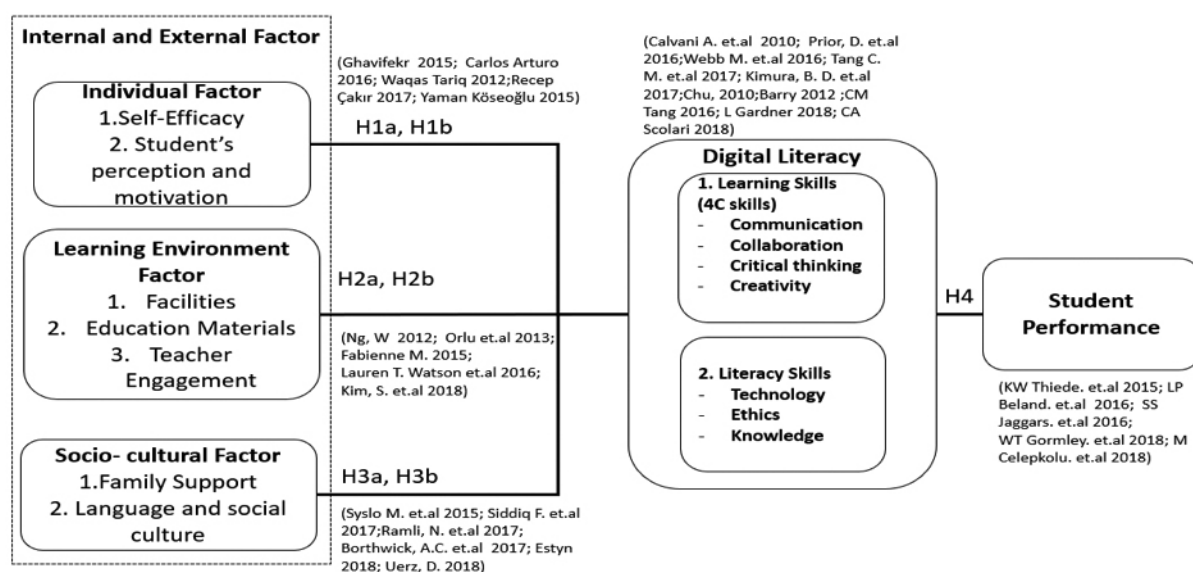 Internal and External Factor
Individual Factor
1.Self-Efficacy
2. Student's
perception and
motivation
(Ghavifekr 2015; Carlos Arturo
2016; Waqas Tariq 2012;Recep
Çakır 2017; Yaman Köseoğlu 2015)
H1a, H1b
Learning Environment
Factor
1. Facilities
2. Education Materials
3. Teacher
Engagement
H2a, H2b
(Ng, W 2012; Orlu et.al 2013;
Fabienne M. 2015;
Lauren T. Watson et.al 2016;
Kim, S. et.al 2018)
Socio- cultural Factor
1.Family Support
2. Language and social
culture
H3a, H3b
(Syslo M. et.al 2015; Siddiq F. et.al
2017;Ramli, N. et.al 2017;
Borthwick, A.C. et.al 2017; Estyn
2018; Uerz, D. 2018)
(Calvani A. et.al 2010; Prior, D. et.al
2016;Webb M. et.al 2016; Tang C.
M. et.al 2017; Kimura, B. D. et.al
2017;Chu, 2010;Barry 2012 ;CM
Tang 2016; L Gardner 2018; CA
Scolari 2018)
Digital Literacy
1. Learning Skills
(4C skills)
- Communication
- Collaboration
- Critical thinking
- Creativity
2. Literacy Skills
- Technology
- Ethics
- Knowledge
H4
Student
Performance
(KW Thiede. et.al 2015; LP
Beland. et.al 2016; SS
Jaggars. et.al 2016;
WT Gormley. et.al 2018; M
Celepkolu. et.al 2018)